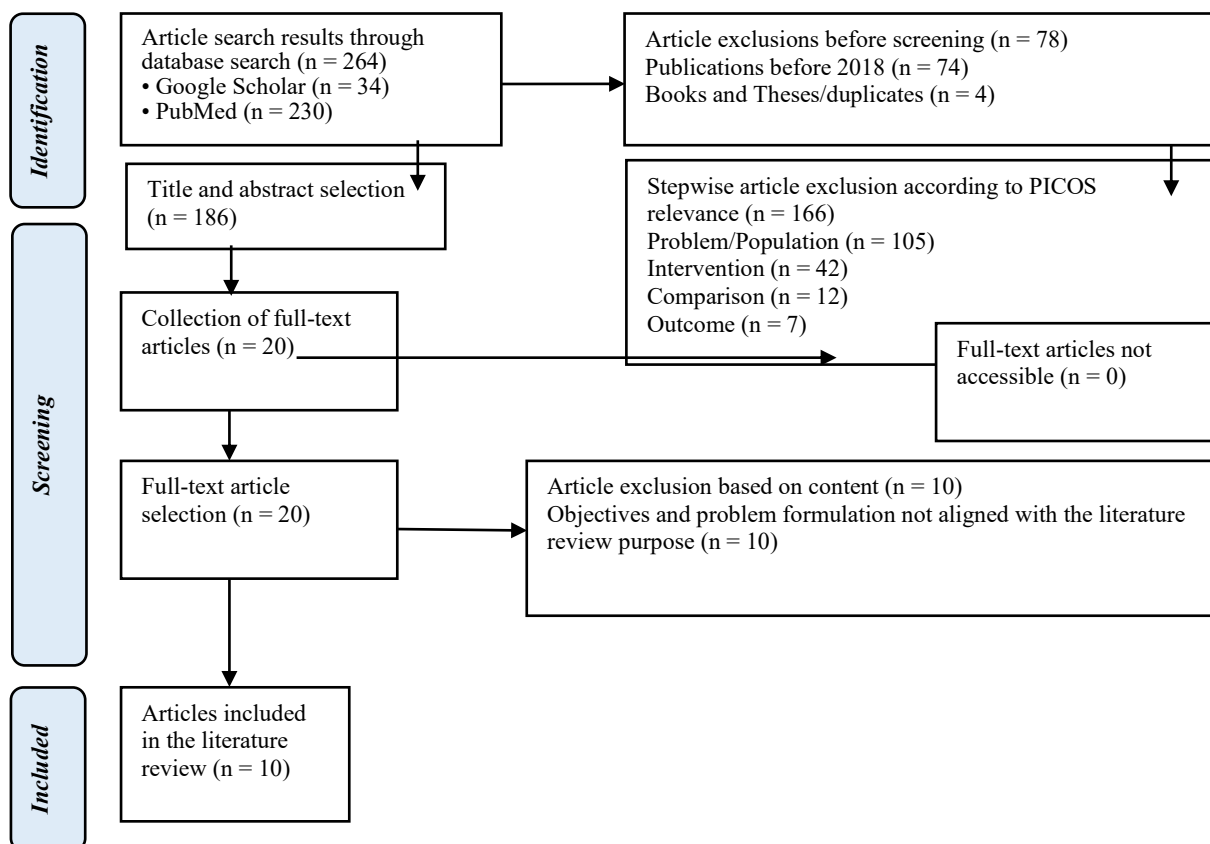 Identification
Article search results through
database search (n = 264)
• Google Scholar (n = 34)
• PubMed (n = 230)
Article exclusions before screening (n = 78)
Publications before 2018 (n = 74)
Books and Theses/duplicates (n = 4)
Title and abstract selection
(n = 186)
Stepwise article exclusion according to PICOS
relevance (n = 166)
Problem/Population (n = 105)
Intervention (n = 42)
Comparison (n = 12)
Outcome (n = 7)
Screening
Collection of full-text
articles (n = 20)
Full-text articles not
accessible (n = 0)
Full-text article
selection (n = 20)
Article exclusion based on content (n = 10)
Objectives and problem formulation not aligned with the literature
review purpose (n = 10)
Included
Articles included
in the literature
review (n = 10)